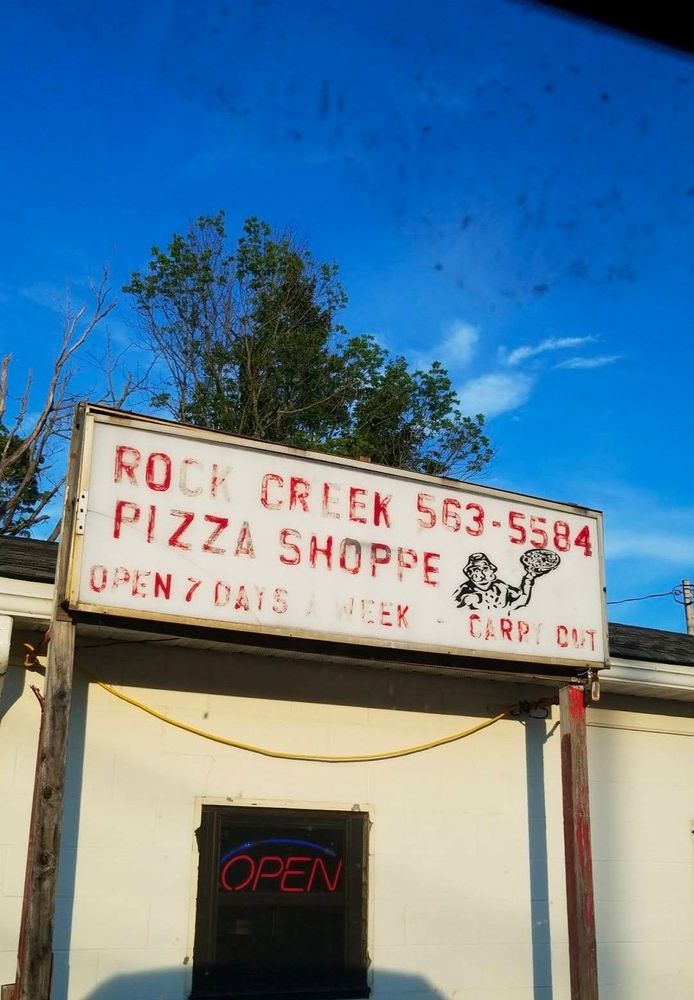 ROCK CREEK 563-5584
PIZZA SHOPPE
OPEN 7 DAYS A WEEK - CARRY OUT
OPEN